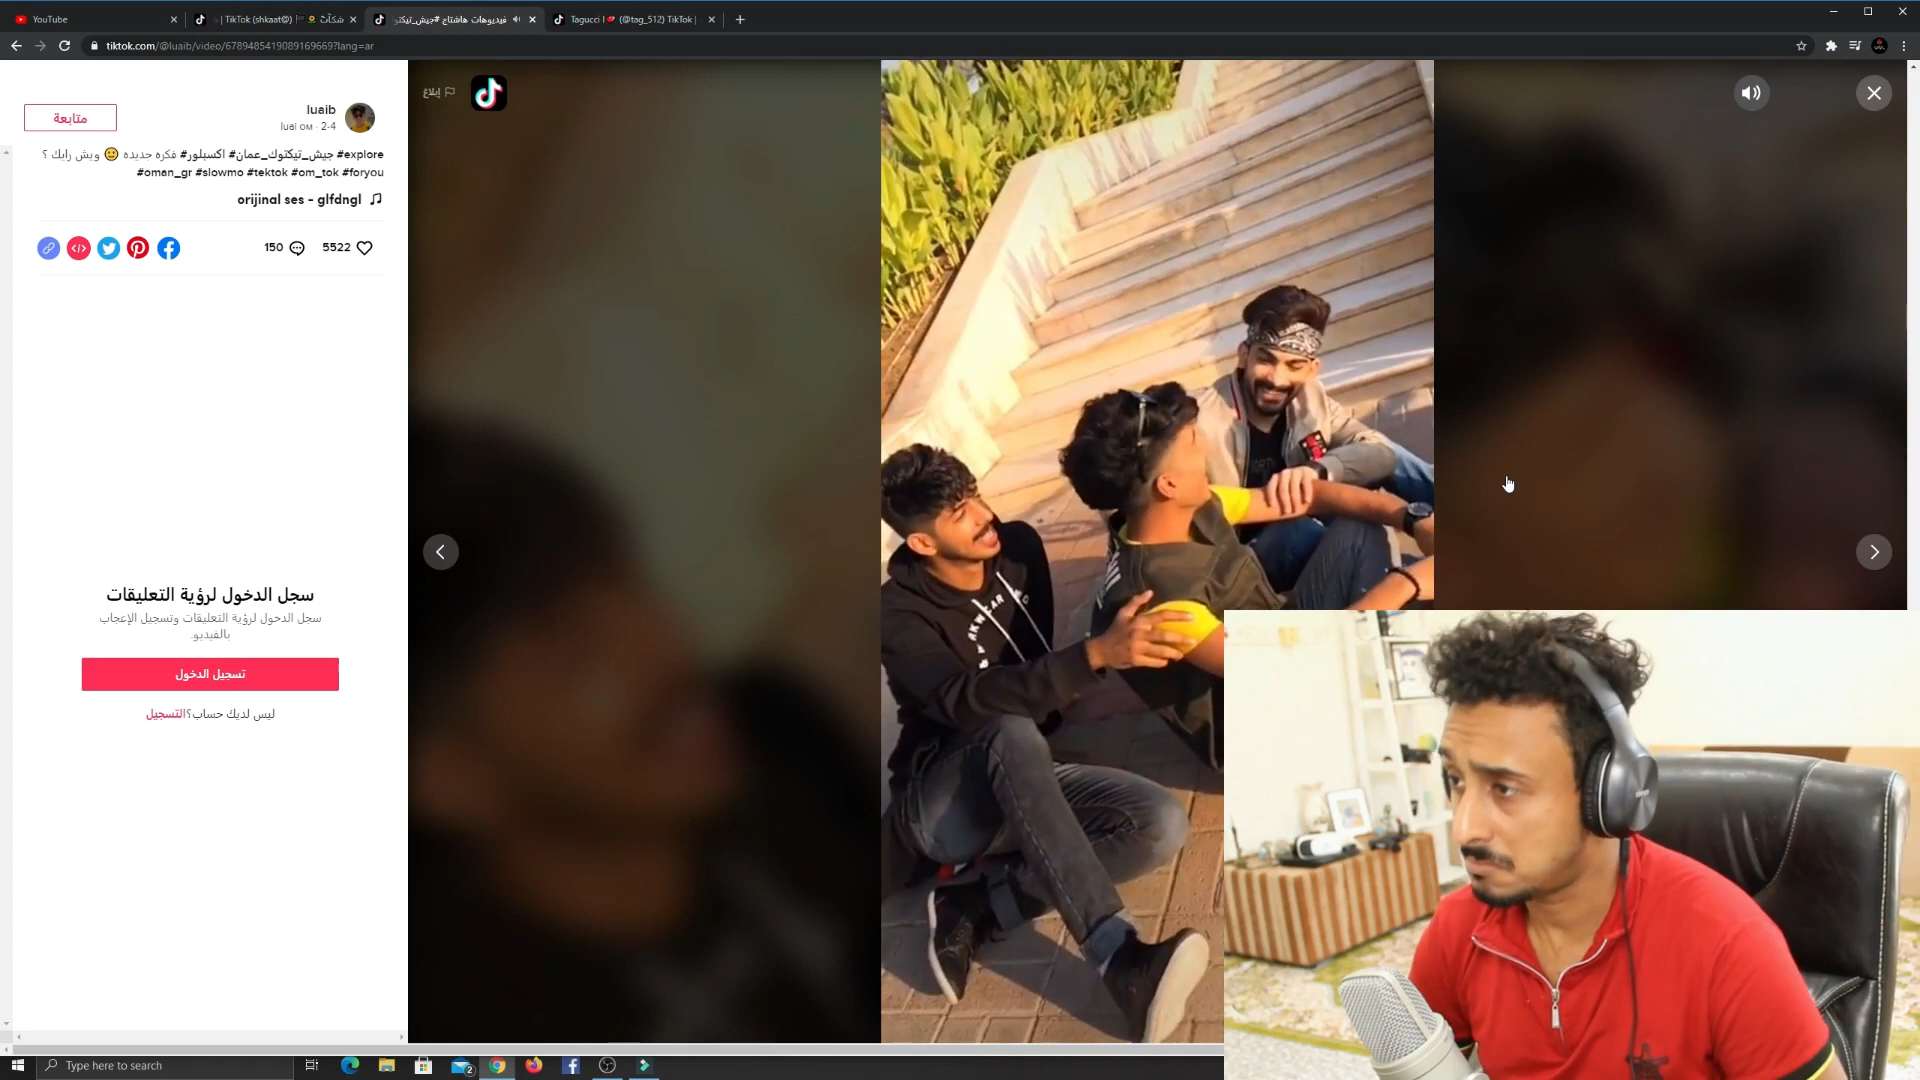 YouTube
TikTok (@shkaat) شكآت
فيديوهات هاشتاج #جيش_تيكتو
Tagucci I (@tag_512) TikTok |
tiktok.com/@luaib/video/6789485419089169669?lang=ar
إبلاغ
متابعة
luaib
luai ом · 2-4
#explore #جيش_تيكتوك_عمان #اكسبلور فكره جديده 🙂 ويش رايك ؟
#oman_gr #slowmo #tektok #om_tok #foryou
orijinal ses - glfdngl
150
5522
سجل الدخول لرؤية التعليقات
سجل الدخول لرؤية التعليقات وتسجيل الإعجاب
بالفيديو.
تسجيل الدخول
ليس لديك حساب؟التسجيل
Type here to search
2